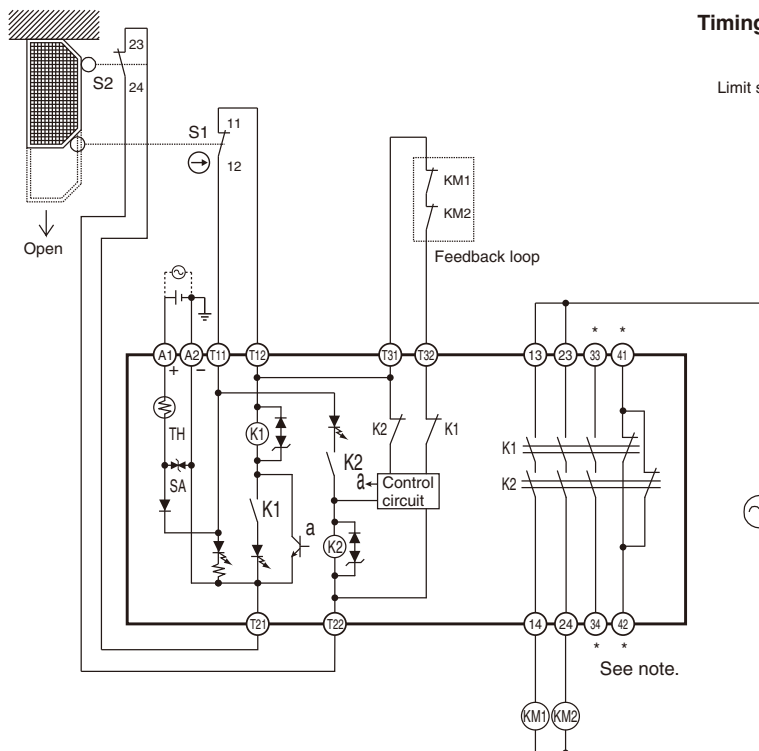 Timing
Limit s
23
S2
24
S1
11
12
Open
KM1
KM2
Feedback loop
A1
A2
T11
T12
T31
T32
13
23
33
41
*
*
+
−
TH
SA
K1
K1
a
K2
K2
K2
K1
a
Control
circuit
K1
K2
T21
T22
14
24
34
42
*
*
See note.
KM1
KM2